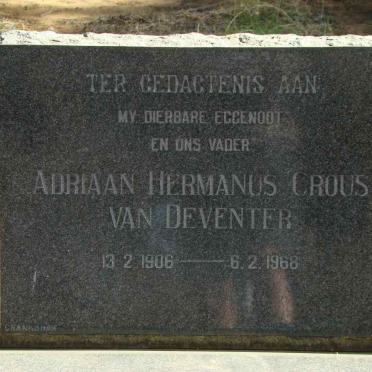 TER GEDAGTENIS AAN
MY DIERBARE EGGENOOT
EN ONS VADER
ADRIAAN HERMANUS CROUS
VAN DEVENTER
13.2.1906 — 6.2.1968